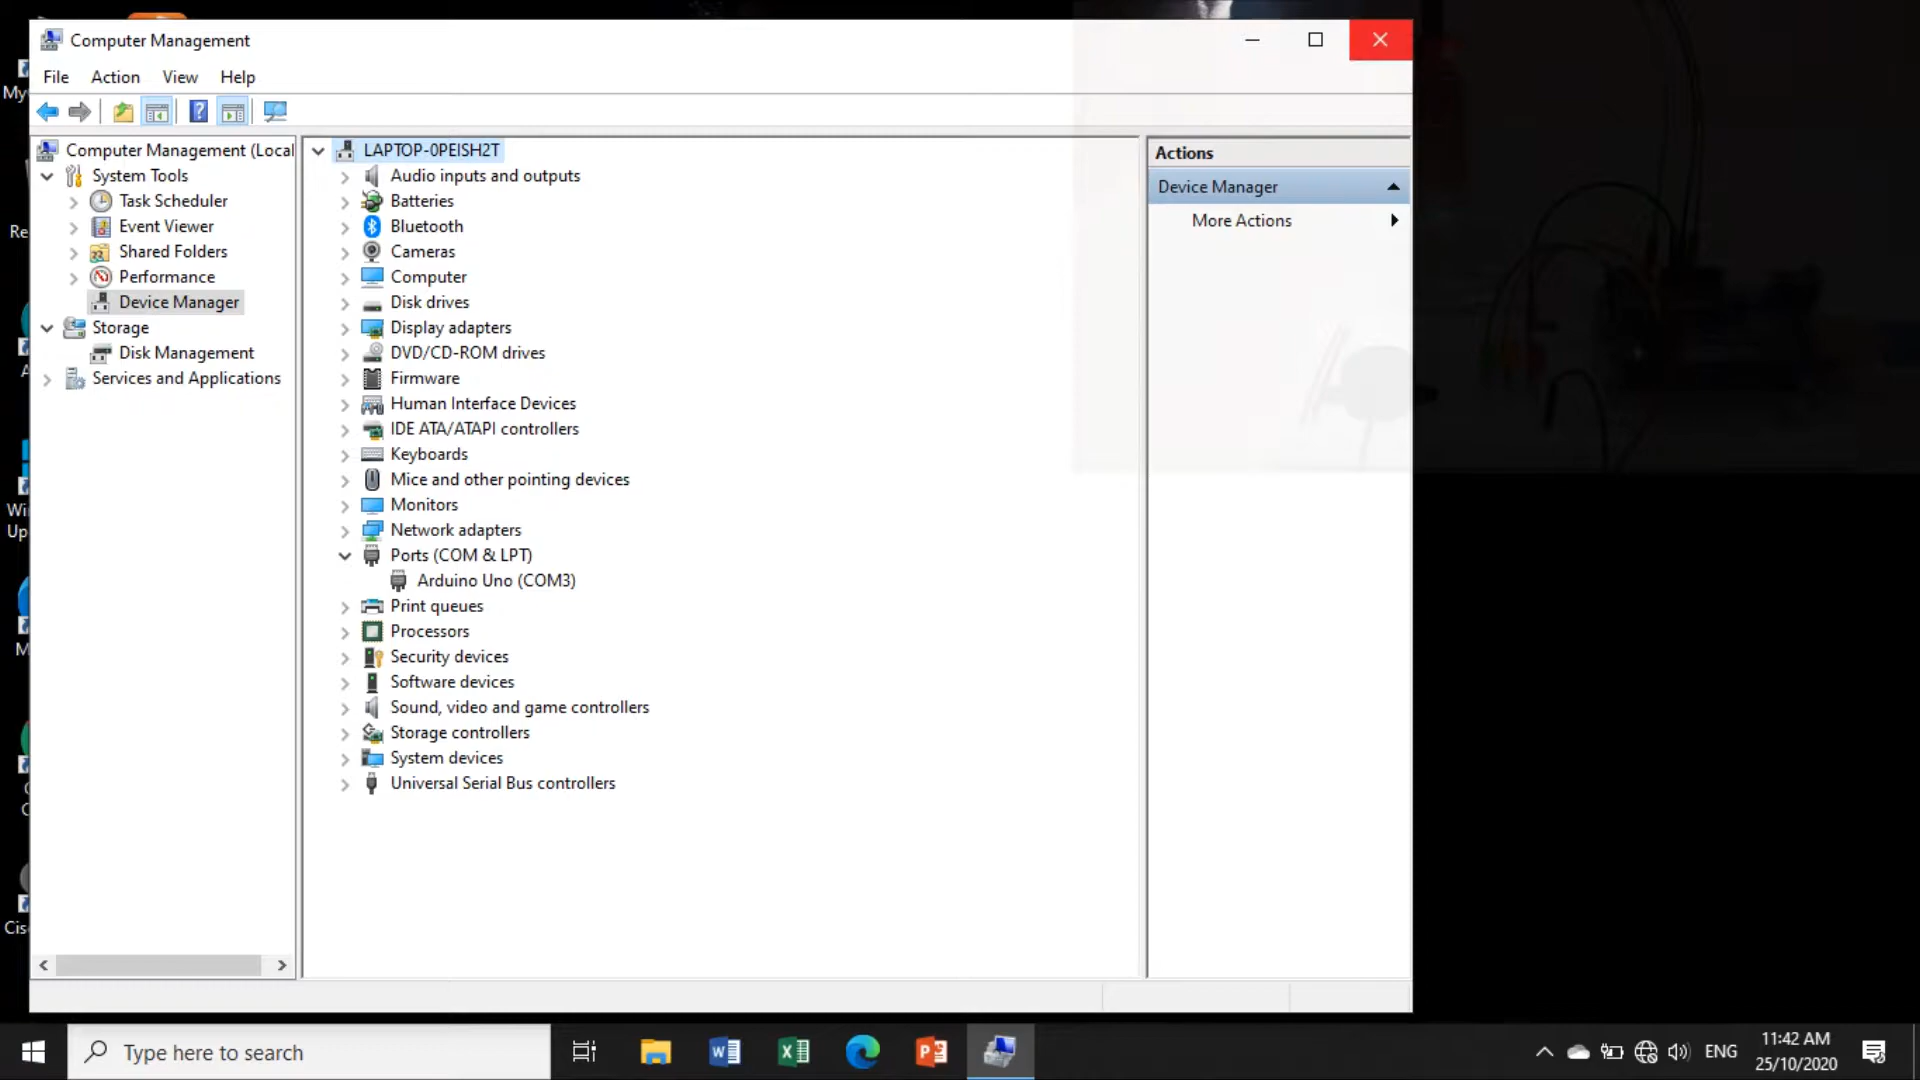 Computer Management
File Action View Help
Computer Management (Local
System Tools
Task Scheduler
Event Viewer
Shared Folders
Performance
Device Manager
Storage
Disk Management
Services and Applications
LAPTOP-0PEISH2T
Audio inputs and outputs
Batteries
Bluetooth
Cameras
Computer
Disk drives
Display adapters
DVD/CD-ROM drives
Firmware
Human Interface Devices
IDE ATA/ATAPI controllers
Keyboards
Mice and other pointing devices
Monitors
Network adapters
Ports (COM & LPT)
Arduino Uno (COM3)
Print queues
Processors
Security devices
Software devices
Sound, video and game controllers
Storage controllers
System devices
Universal Serial Bus controllers
Actions
Device Manager
More Actions
My
Re
A
Wi
Up
M
C
C
Cis
Type here to search
ENG
11:42 AM
25/10/2020